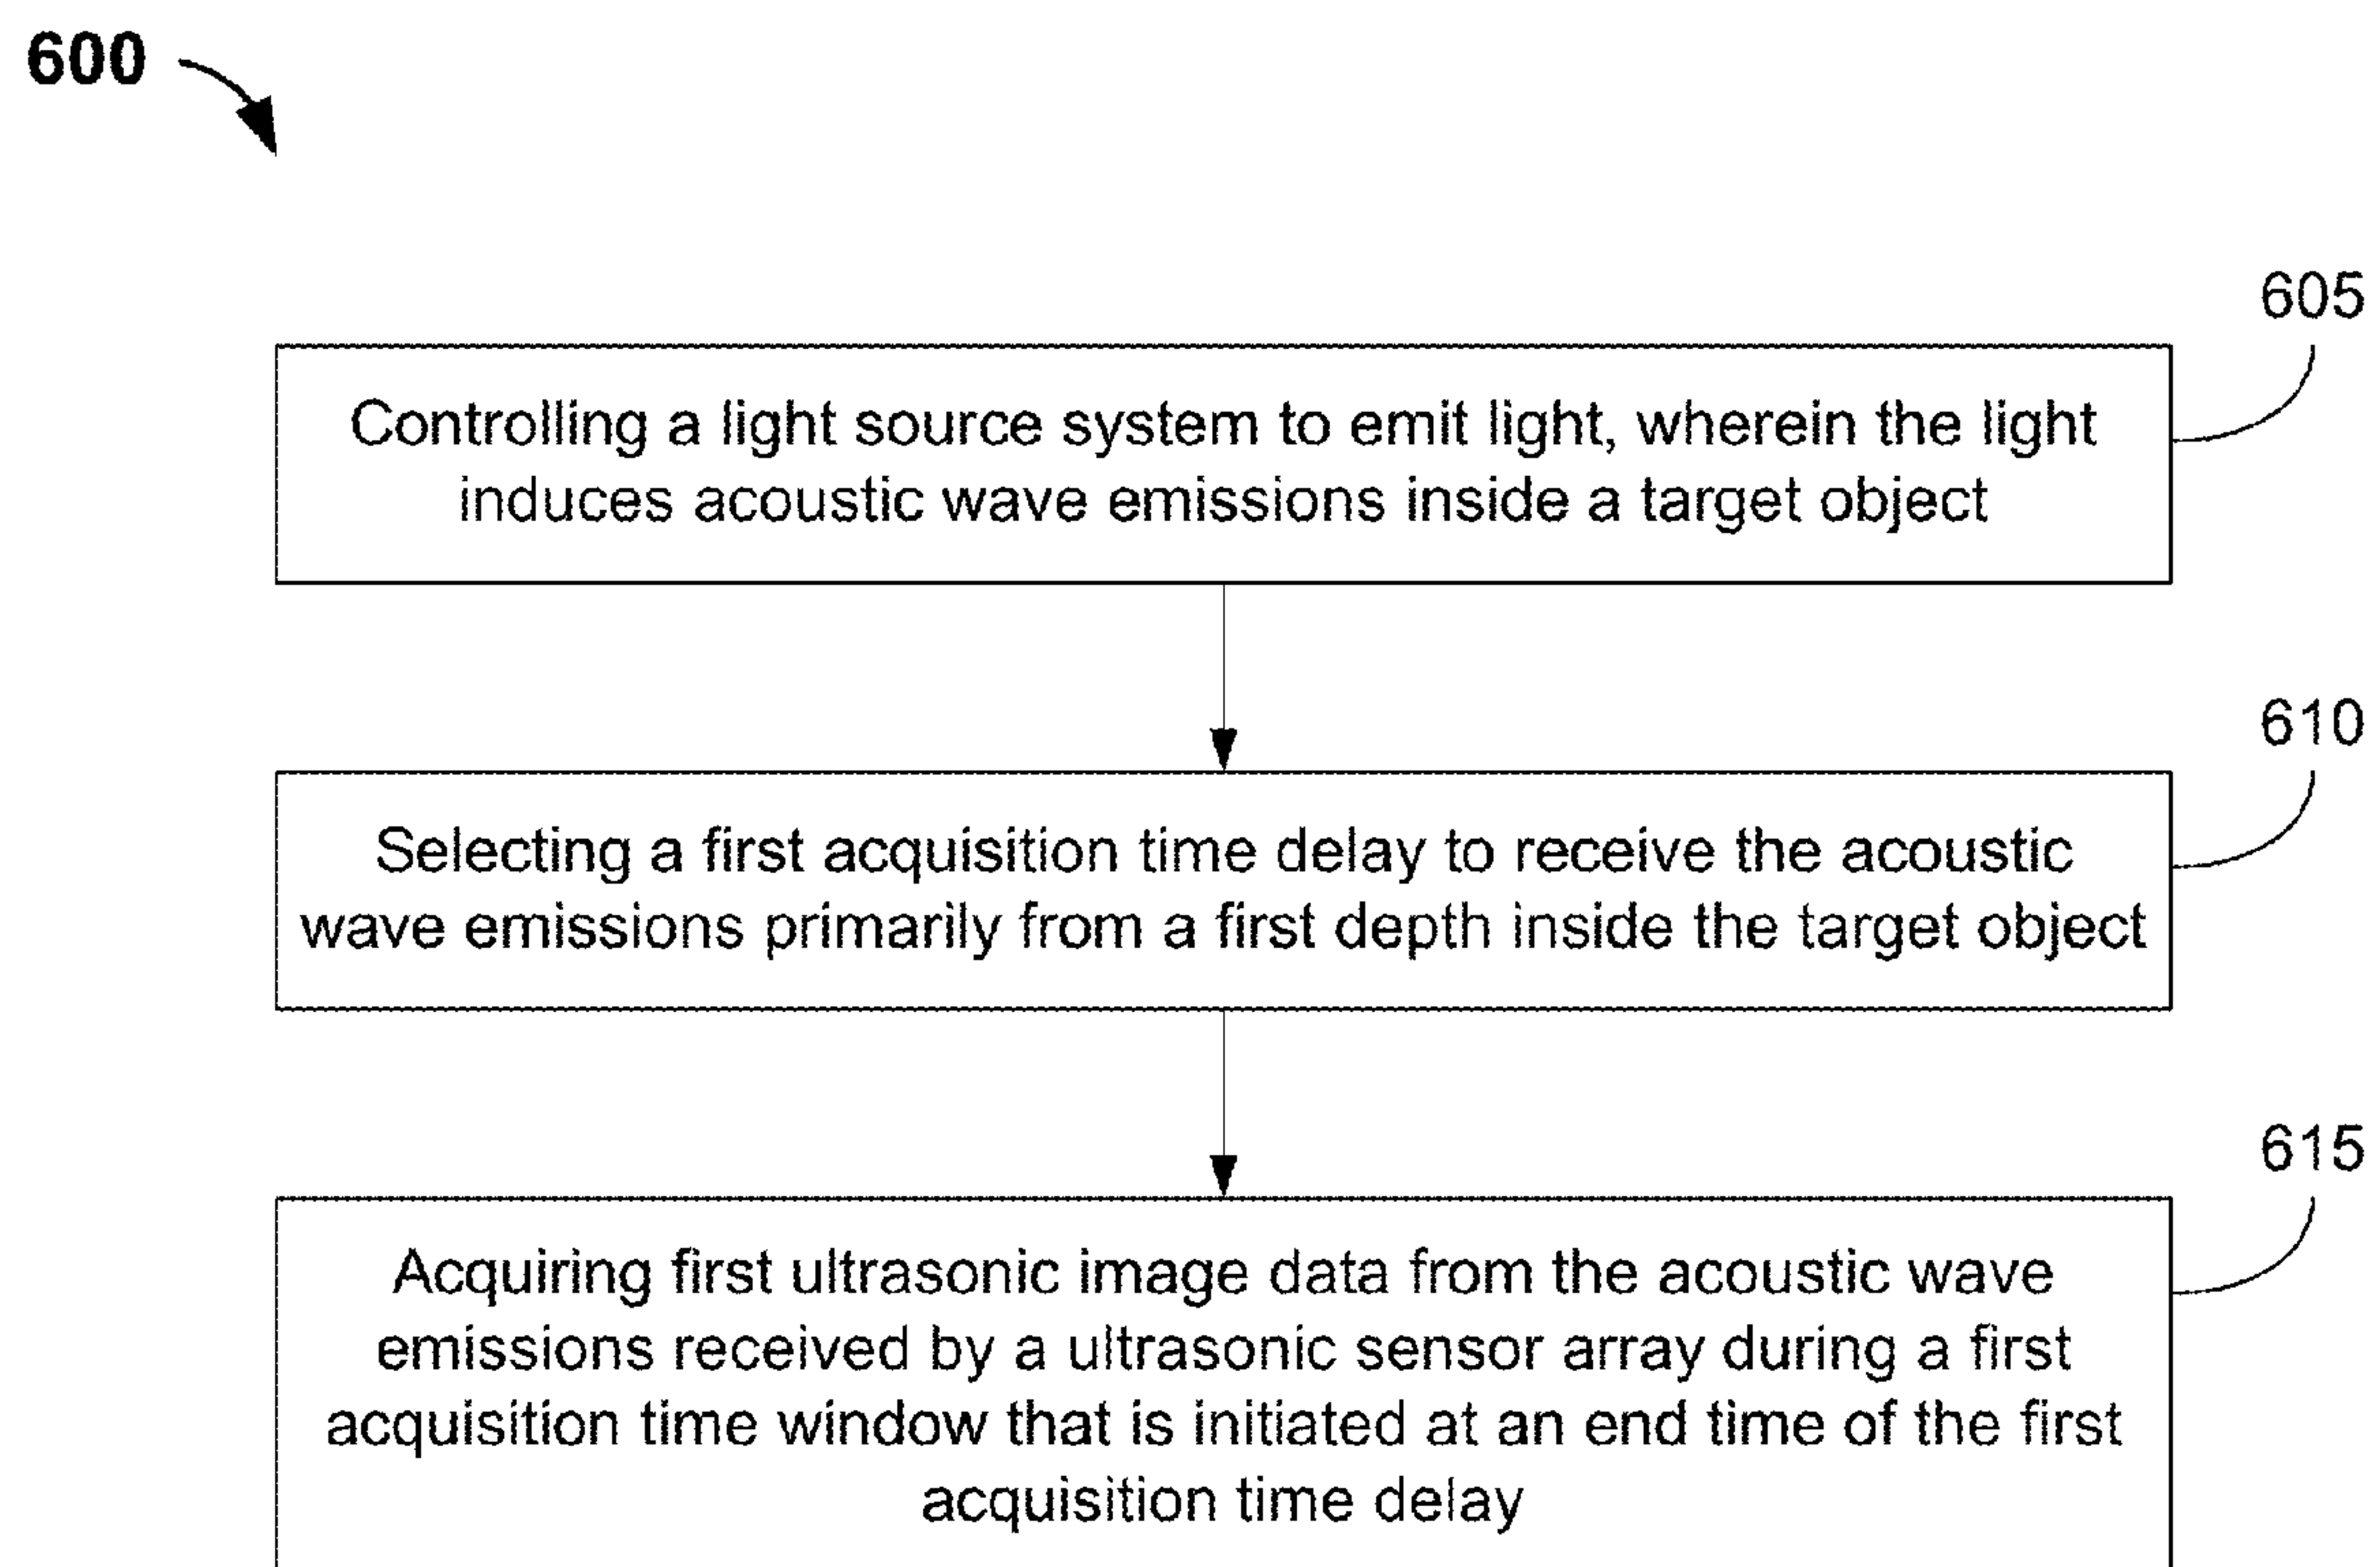 600
605
Controlling a light source system to emit light, wherein the light
induces acoustic wave emissions inside a target object
610
Selecting a first acquisition time delay to receive the acoustic
wave emissions primarily from a first depth inside the target object
615
Acquiring first ultrasonic image data from the acoustic wave
emissions received by a ultrasonic sensor array during a first
acquisition time window that is initiated at an end time of the first
acquisition time delay